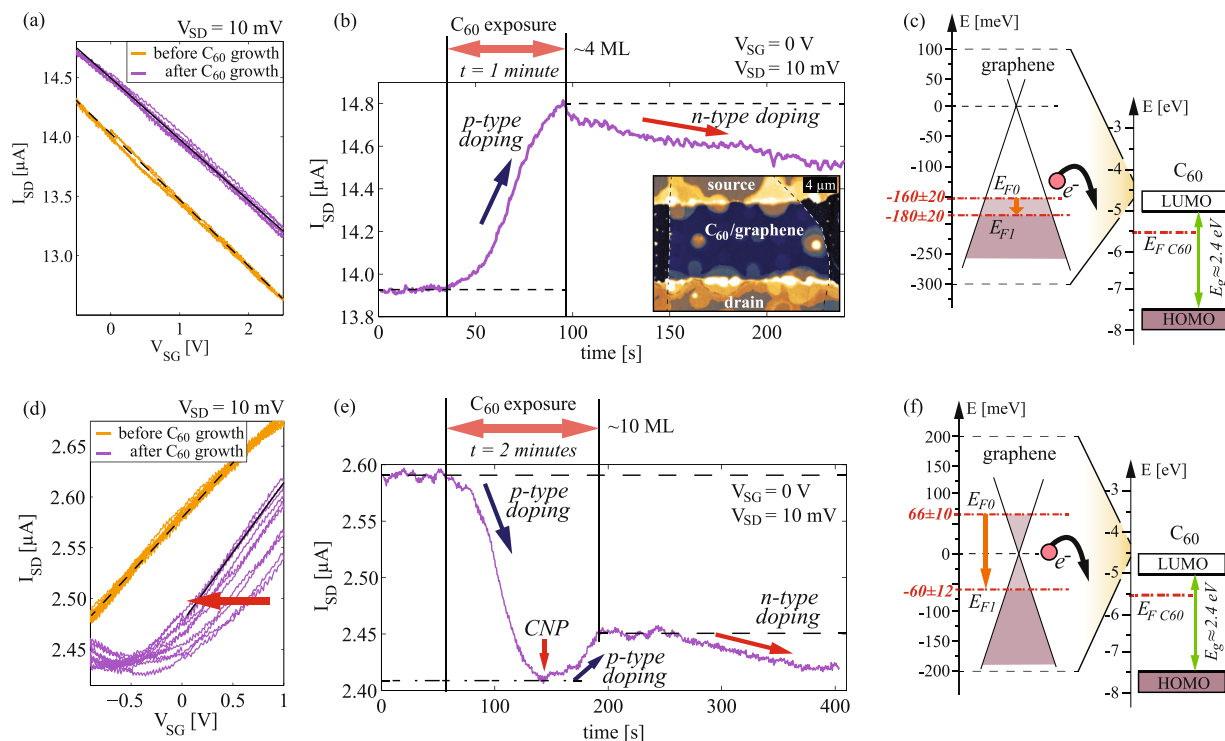 (a)
V_SD = 10 mV
before C60 growth
after C60 growth
I_SD [µA]
14.5
14.0
13.5
13.0
0
1
2
V_SG [V]
(b)
C60 exposure
t = 1 minute
~4 ML
V_SG = 0 V
V_SD = 10 mV
p-type
doping
n-type doping
I_SD [µA]
14.8
14.6
14.4
14.2
14.0
13.8
0
50
100
150
200
time [s]
source
4 µm
C60/graphene
drain
(c)
E [meV]
100
50
0
-50
-100
-160±20
-180±20
-250
-300
graphene
E_F0
E_F1
e-
E [eV]
-3
-4
-5
-6
-7
-8
C60
LUMO
E_F C60
E_g≈2.4 eV
HOMO
(d)
V_SD = 10 mV
before C60 growth
after C60 growth
I_SD [µA]
2.65
2.60
2.55
2.50
2.45
−0.5
0
0.5
1
V_SG [V]
(e)
C60 exposure
t = 2 minutes
~10 ML
V_SG = 0 V
V_SD = 10 mV
p-type
doping
CNP
p-type
doping
n-type
doping
I_SD [µA]
2.60
2.55
2.50
2.45
2.40
0
100
200
300
400
time [s]
(f)
E [meV]
200
150
100
66±10
0
-60±12
-100
-150
-200
graphene
E_F0
E_F1
e-
E [eV]
-3
-4
-5
-6
-7
-8
C60
LUMO
E_F C60
E_g≈2.4 eV
HOMO